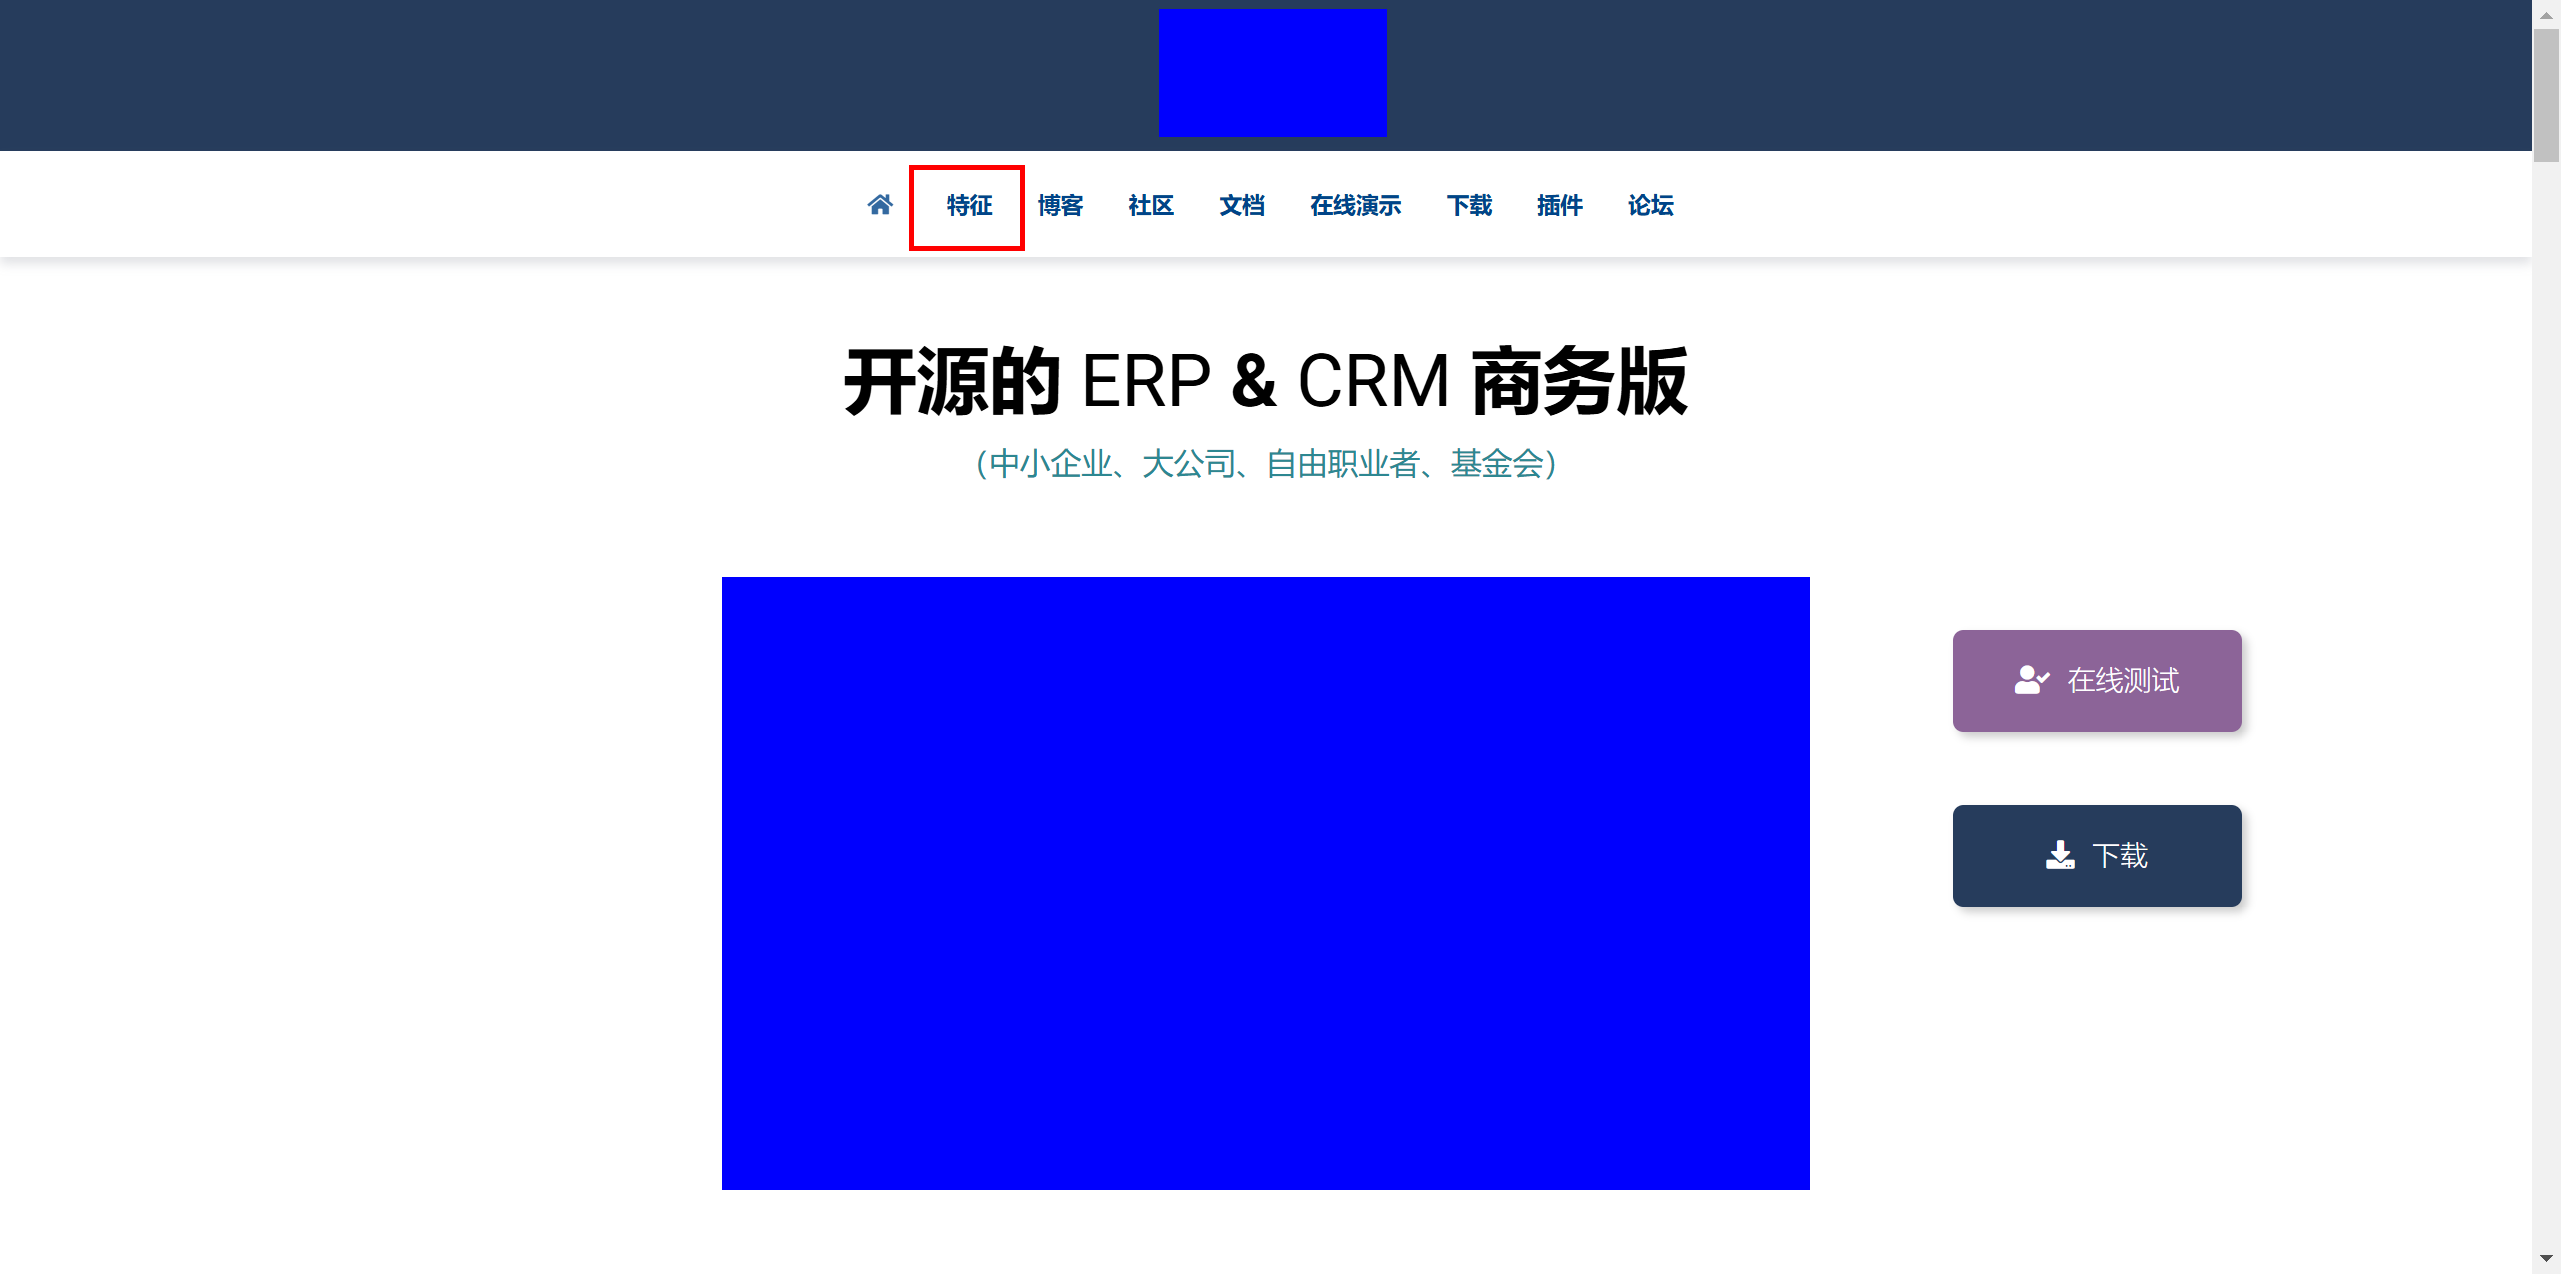 特征 博客 社区 文档 在线演示 下载 插件 论坛
开源的 ERP & CRM 商务版
（中小企业、大公司、自由职业者、基金会）
在线测试
下载